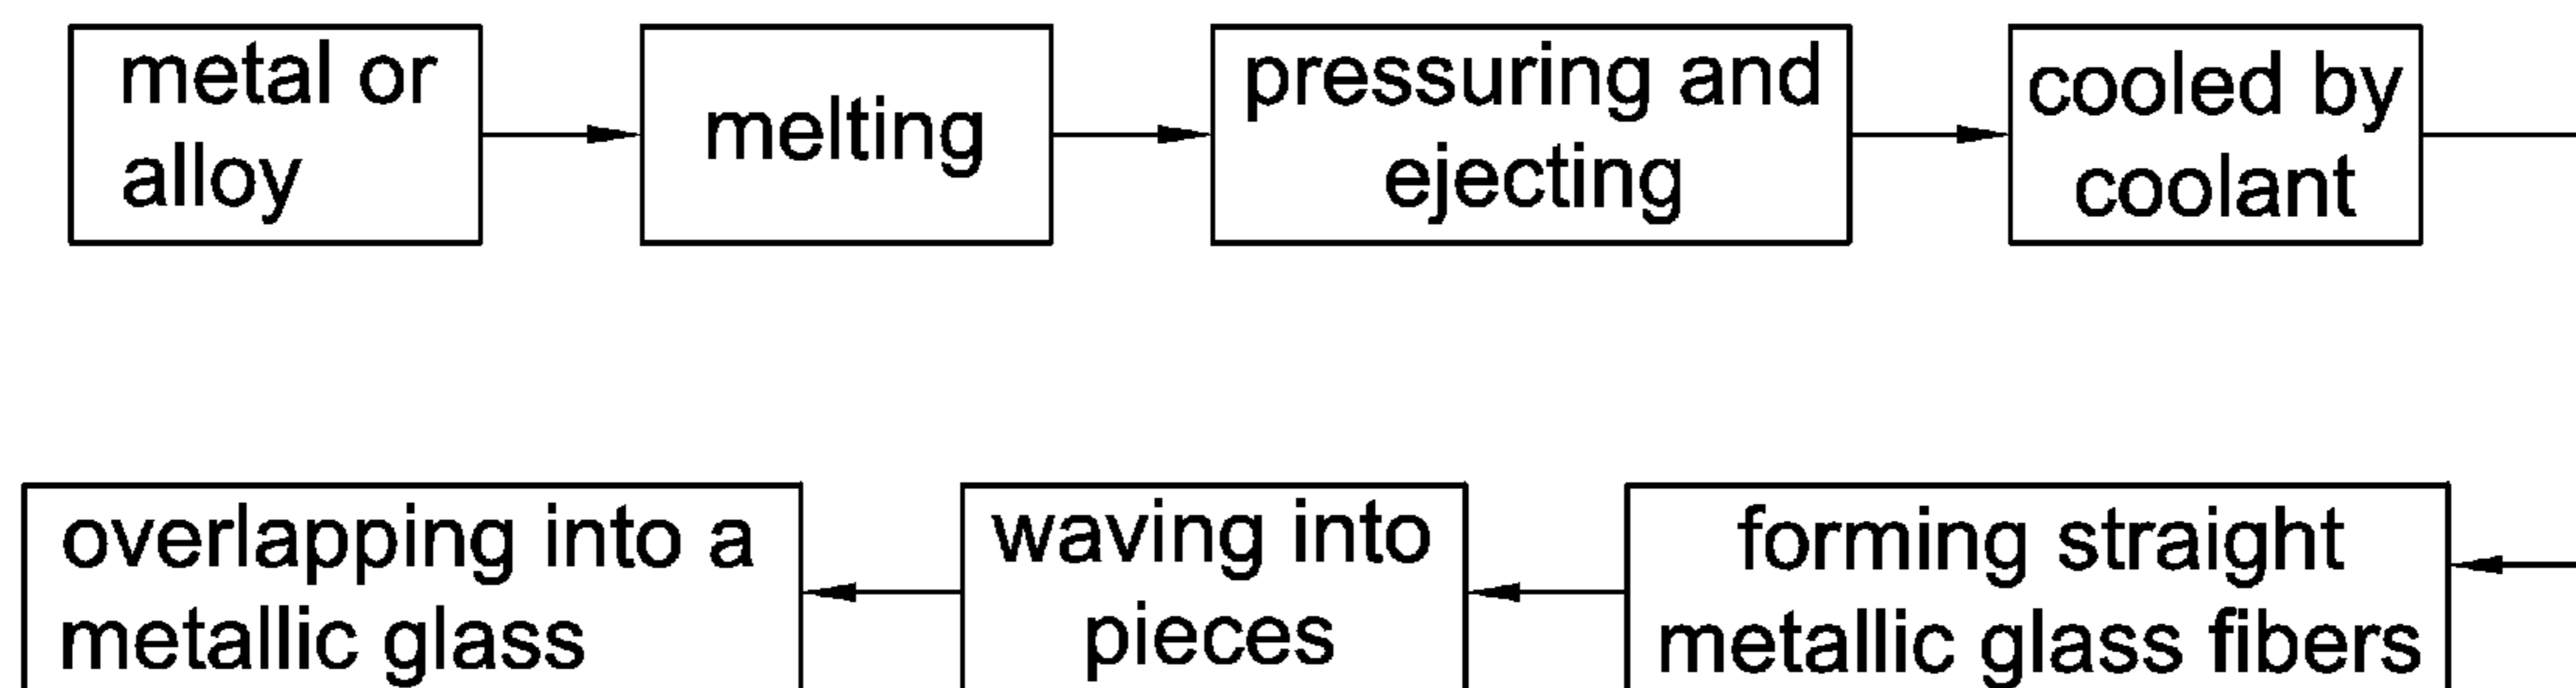 metal or
alloy
melting
pressuring and
ejecting
cooled by
coolant
overlapping into a
metallic glass
waving into
pieces
forming straight
metallic glass fibers